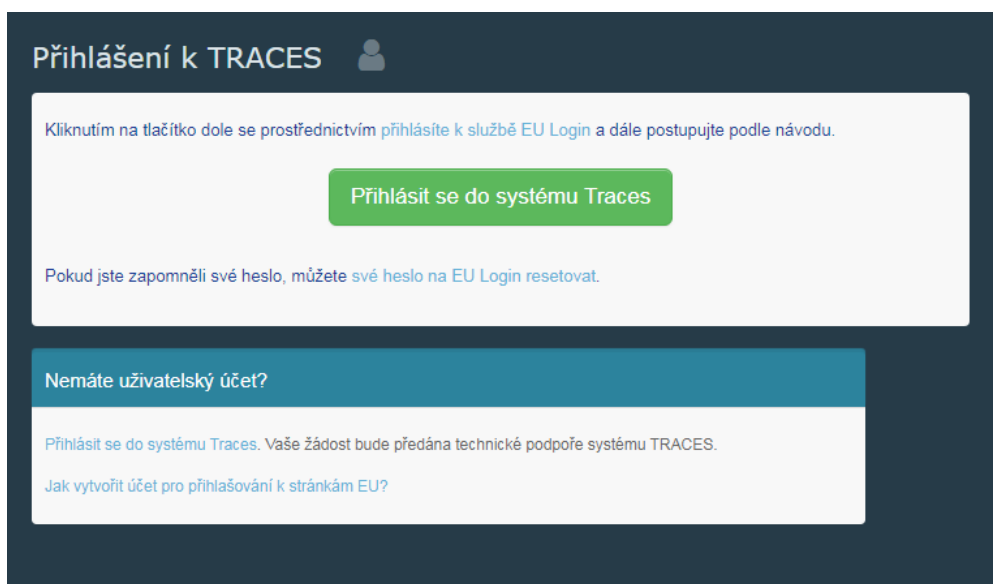 Přihlášení k TRACES
Kliknutím na tlačítko dole se prostřednictvím přihlásíte k službě EU Login a dále postupujte podle návodu.
Přihlásit se do systému Traces
Pokud jste zapomněli své heslo, můžete své heslo na EU Login resetovat.
Nemáte uživatelský účet?
Přihlásit se do systému Traces. Vaše žádost bude předána technické podpoře systému TRACES.
Jak vytvořit účet pro přihlašování k stránkám EU?